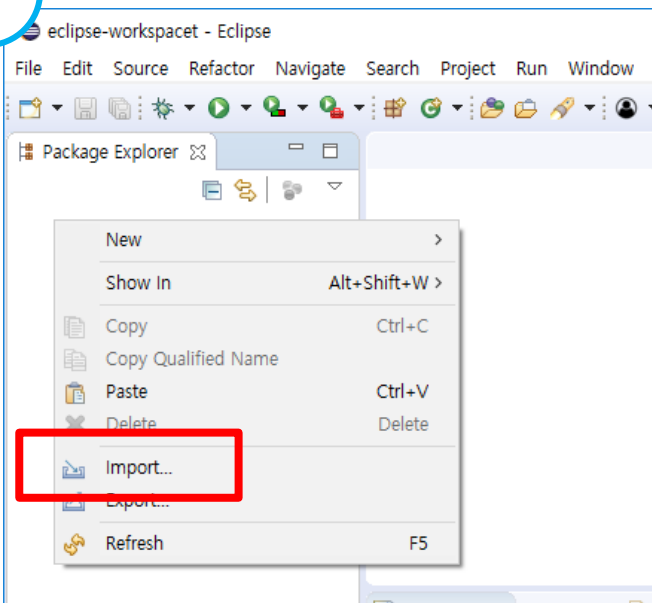 eclipse-workspacet - Eclipse
File Edit Source Refactor Navigate Search Project Run Window
Package Explorer
New
Show In Alt+Shift+W >
Copy Ctrl+C
Copy Qualified Name
Paste Ctrl+V
Delete Delete
Import...
Export...
Refresh F5